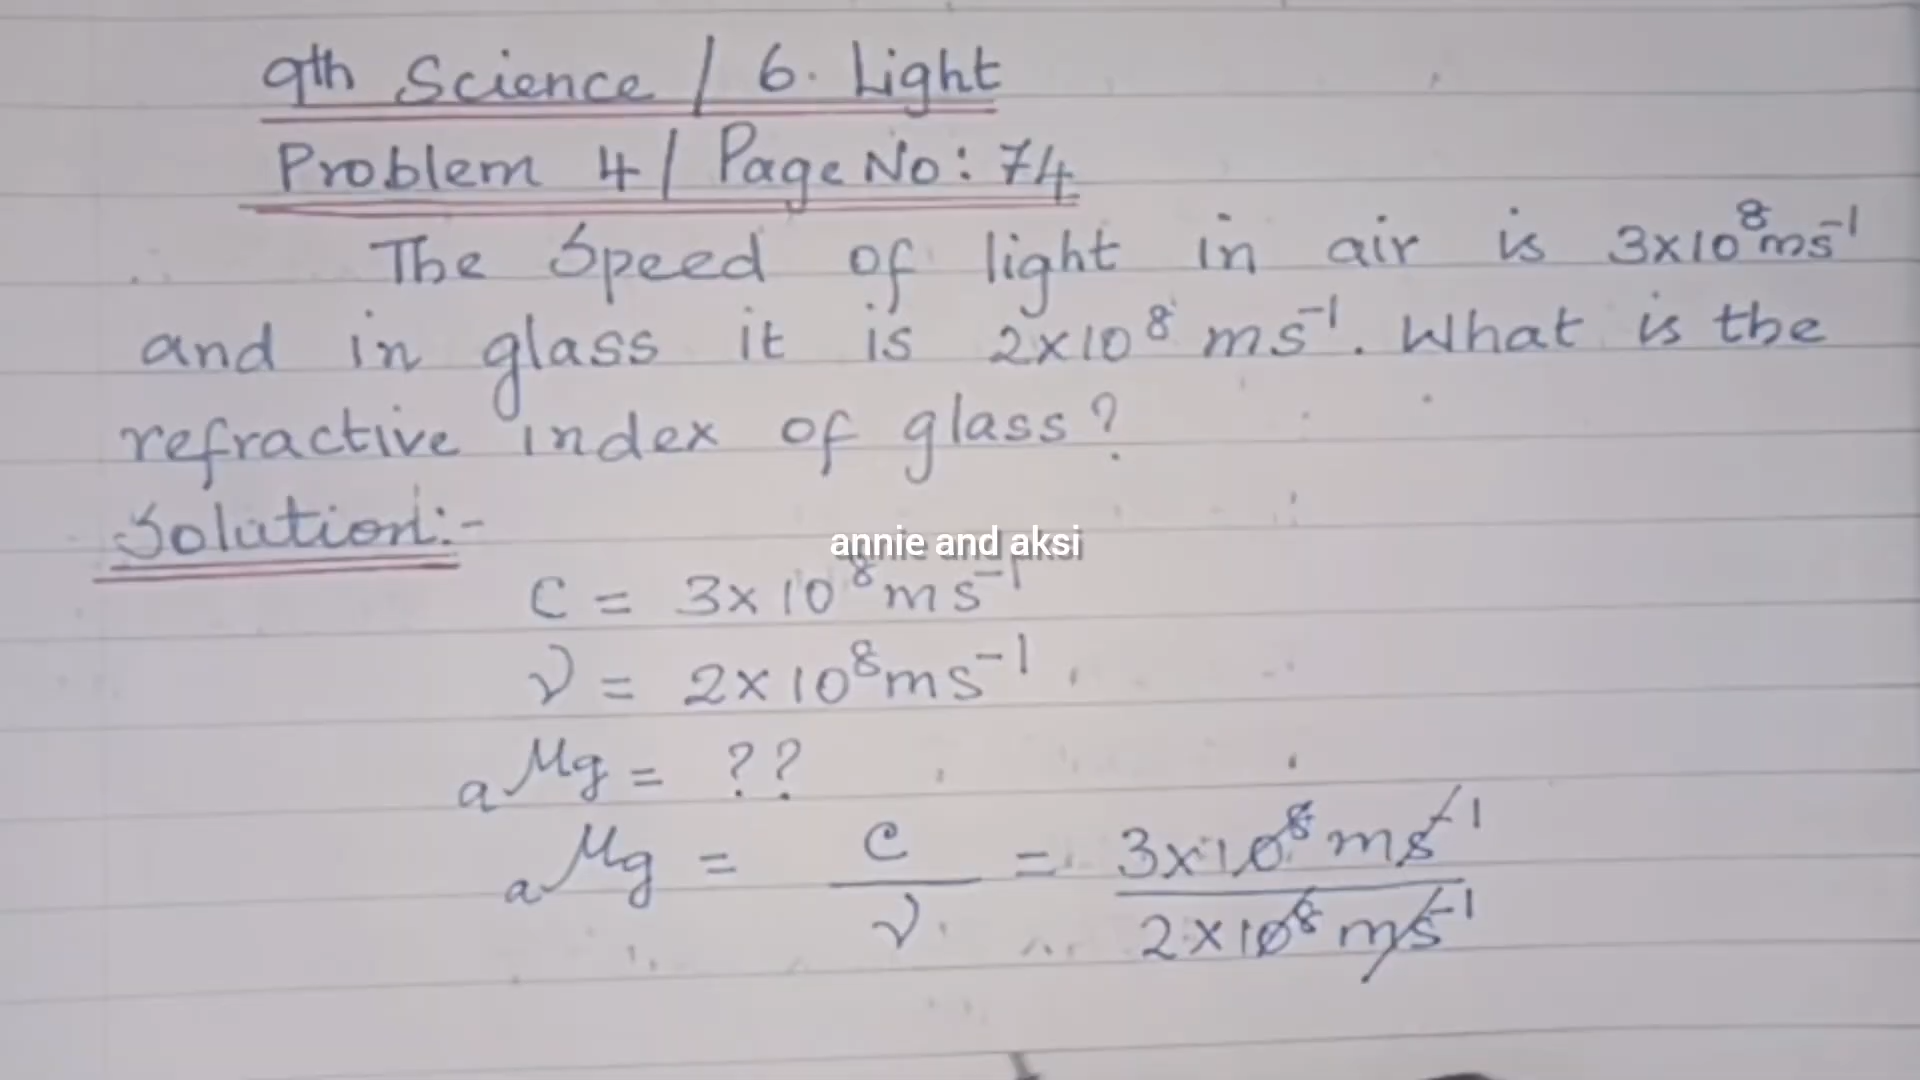 9th Science / 6. Light
Problem 4 / Page No: 74
The Speed of light in air is 3x10⁸ms⁻¹
and in glass it is 2x10⁸ ms⁻¹. What is the
refractive index of glass?
Solution:-
annie and aksi
C = 3x10⁸ms⁻¹
ν = 2x10⁸ms⁻¹
aμg = ??
aμg = c/ν = 3x10⁸ms⁻¹/2x10⁸ms⁻¹